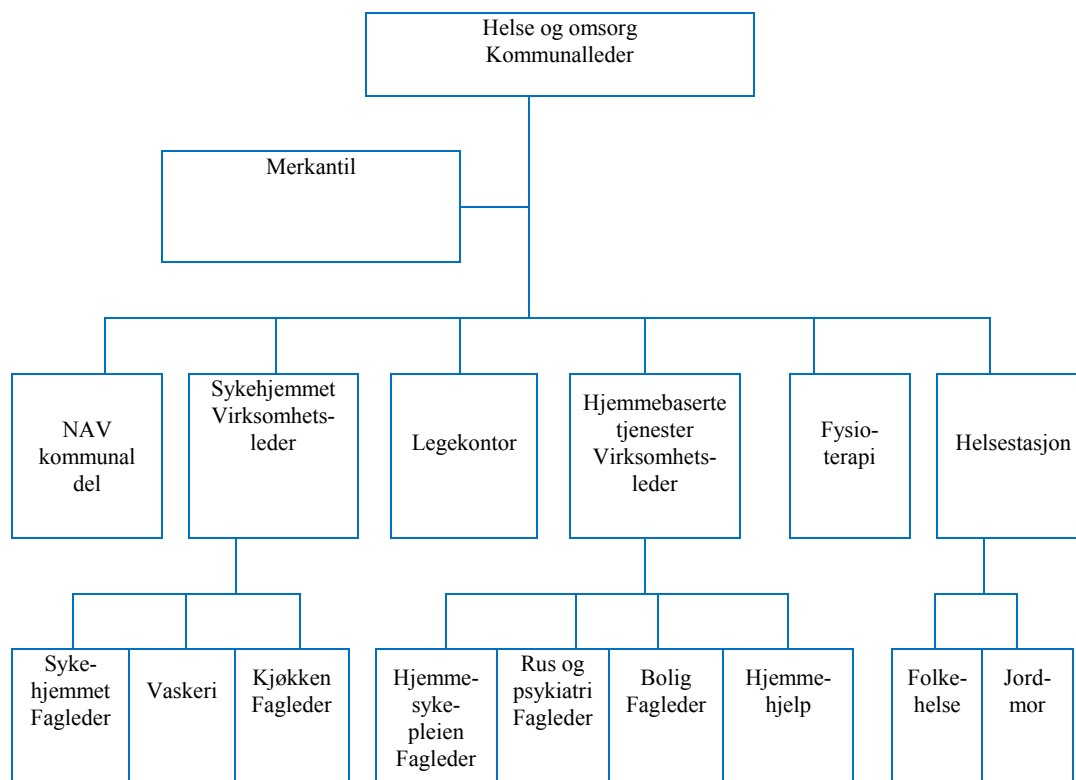 Helse og omsorg
Kommunalleder
Merkantil
NAV
kommunal
del
Sykehjemmet
Virksomhets-
leder
Legekontor
Hjemmebaserte
tjenester
Virksomhets-
leder
Fysio-
terapi
Helsestasjon
Syke-
hjemmet
Fagleder
Vaskeri
Kjøkken
Fagleder
Hjemme-
syke-
pleien
Fagleder
Rus og
psykiatri
Fagleder
Bolig
Fagleder
Hjemme-
hjelp
Folke-
helse
Jord-
mor